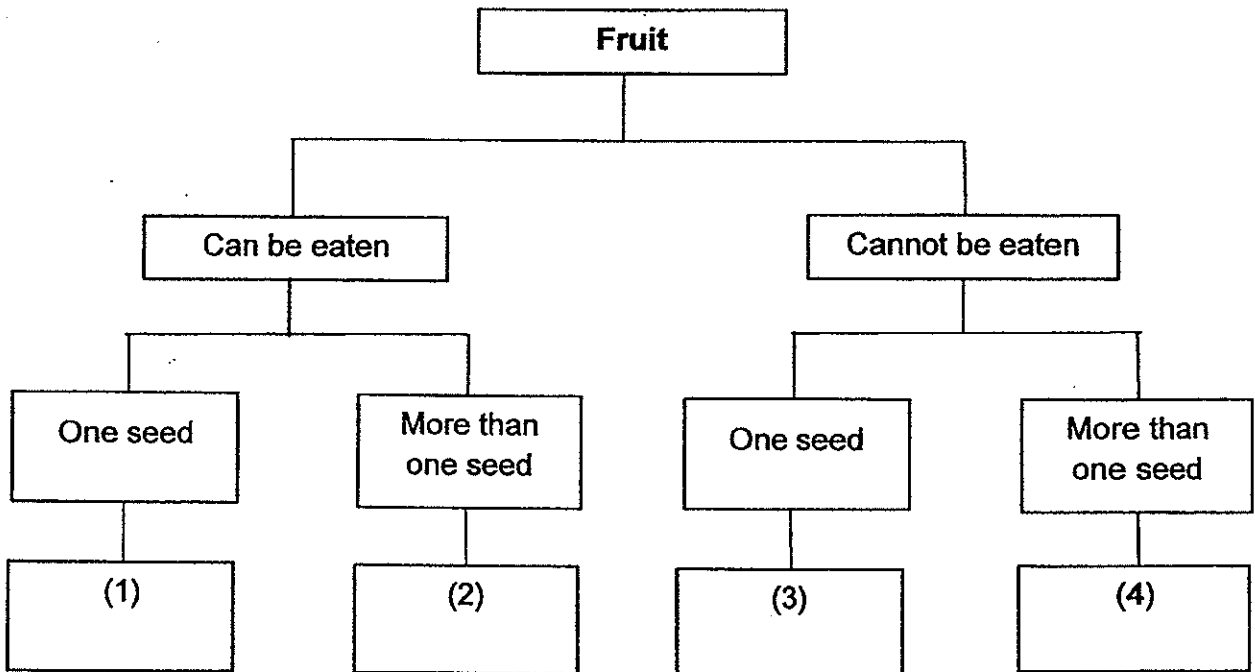 Fruit
Can be eaten
Cannot be eaten
One seed
More than
one seed
One seed
More than
one seed
(1)
(2)
(3)
(4)